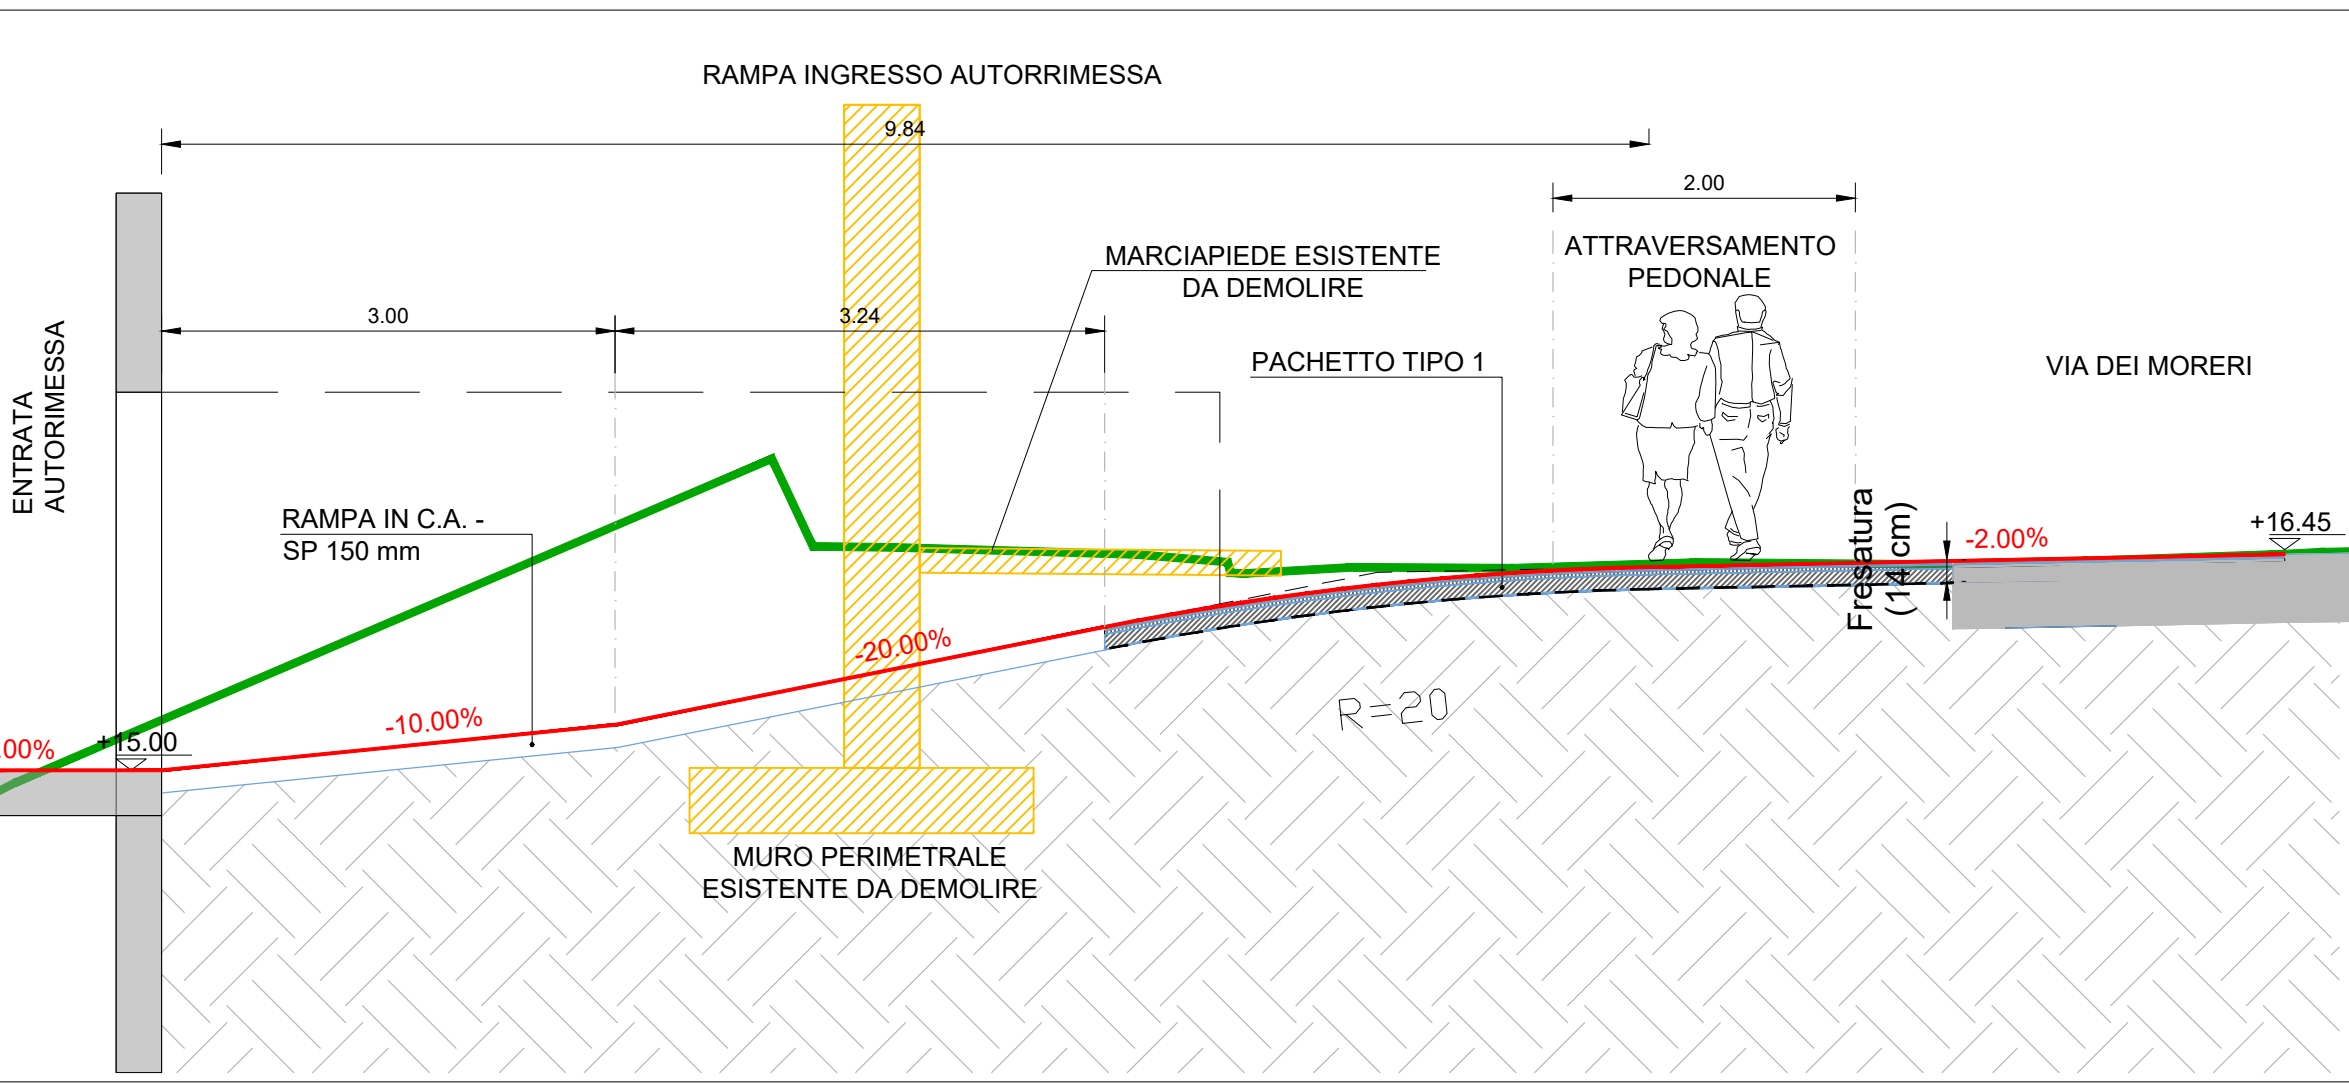 RAMPA INGRESSO AUTORRIMESSA
9.84
2.00
ATTRAVERSAMENTO
PEDONALE
MARCIAPIEDE ESISTENTE
DA DEMOLIRE
3.00
3.24
PACHETTO TIPO 1
VIA DEI MORERI
ENTRATA
AUTORIMESSA
RAMPA IN C.A. -
SP 150 mm
Fresatura
(14 cm)
-2.00%
+16.45
-20.00%
-10.00%
R=20
.00%
+15.00
MURO PERIMETRALE
ESISTENTE DA DEMOLIRE